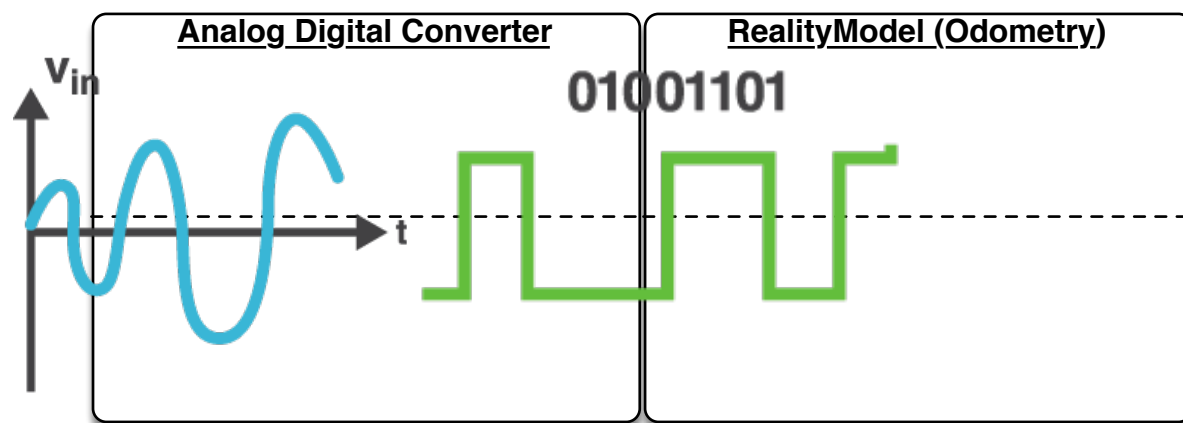 Analog Digital Converter
RealityModel (Odometry)
Vin
01001101
t